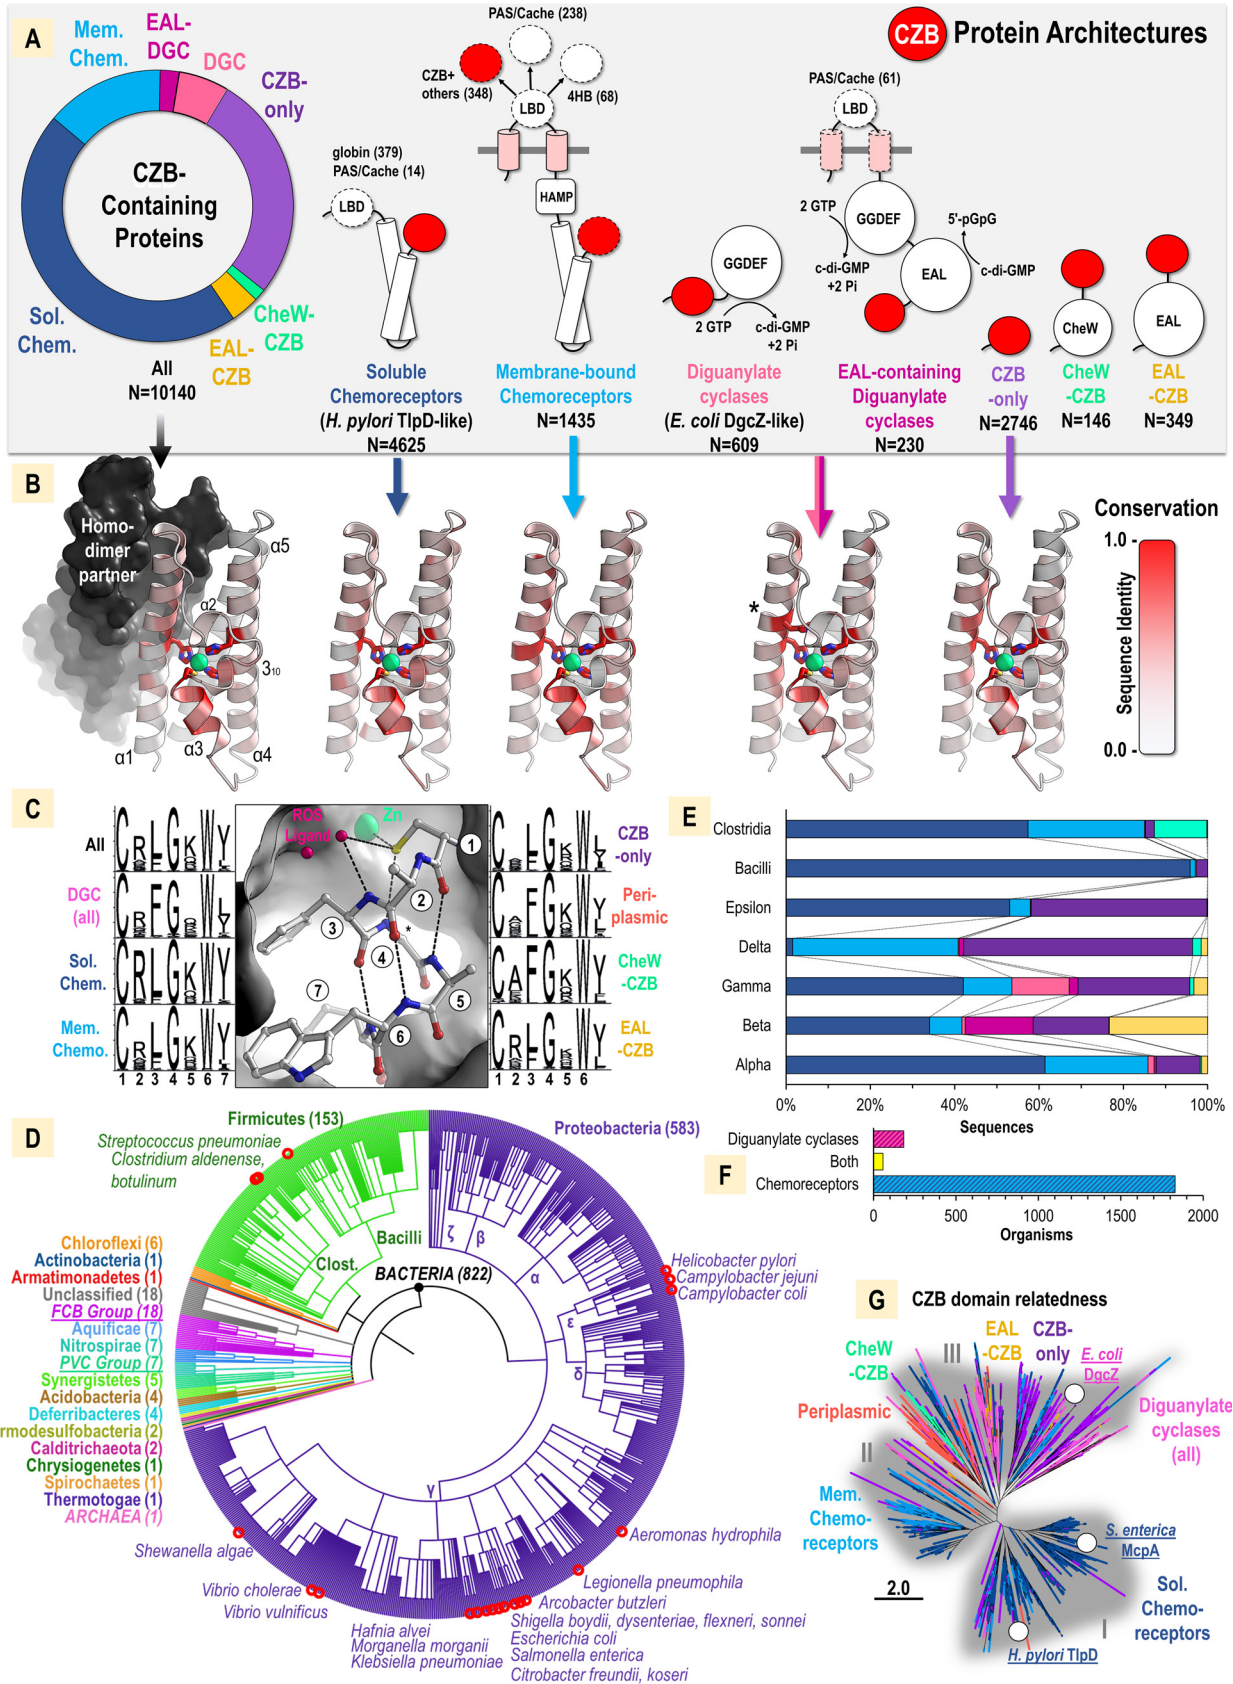 A
Mem.
Chem.
EAL-
DGC
DGC
CZB-
only
CZB-
Containing
Proteins
Sol.
Chem.
EAL-
CZB
CheW-
CZB
All
N=10140
CZB Protein Architectures
globin (379)
PAS/Cache (14)
LBD
Soluble
Chemoreceptors
(H. pylori TlpD-like)
N=4625
PAS/Cache (238)
CZB+
others (348)
4HB (68)
LBD
HAMP
Membrane-bound
Chemoreceptors
N=1435
GGDEF
2 GTP
c-di-GMP
+2 Pi
Diguanylate
cyclases
(E. coli DgcZ-like)
N=609
PAS/Cache (61)
LBD
2 GTP
GGDEF
5'-pGpG
c-di-GMP
+2 Pi
EAL
c-di-GMP
EAL-containing
Diguanylate
cyclases
N=230
CZB
-only
N=2746
CheW
CheW
-CZB
N=146
EAL
EAL
-CZB
N=349
B
Homo-
dimer
partner
α5
α2
3₁₀
α1
α3
α4
*
Conservation
1.0 -
Sequence Identity
0.0 -
C
All
DGC
(all)
Sol.
Chem.
Mem.
Chemo.
1 2 3 4 5 6 7
ROS
Ligand
Zn
1
2
3
4
*
5
6
7
CZB
-only
Peri-
plasmic
CheW
-CZB
EAL
-CZB
1 2 3 4 5 6
E
Clostridia
Bacilli
Epsilon
Delta
Gamma
Beta
Alpha
0% 20% 40% 60% 80% 100%
Sequences
F
Diguanylate cyclases
Both
Chemoreceptors
0 500 1000 1500 2000
Organisms
D
Firmicutes (153)
Proteobacteria (583)
Streptococcus pneumoniae
Clostridium aldenense,
botulinum
Bacilli
Clost.
BACTERIA (822)
ζ
β
α
ε
δ
γ
Chloroflexi (6)
Actinobacteria (1)
Armatimonadetes (1)
Unclassified (18)
FCB Group (18)
Aquificae (7)
Nitrospirae (7)
PVC Group (7)
Synergistetes (5)
Acidobacteria (4)
Deferribacteres (4)
rmodesulfobacteria (2)
Calditrichaeota (2)
Chrysiogenetes (1)
Spirochaetes (1)
Thermotogae (1)
ARCHAEA (1)
Helicobacter pylori
Campylobacter jejuni
Campylobacter coli
Aeromonas hydrophila
Legionella pneumophila
Arcobacter butzleri
Shigella boydii, dysenteriae, flexneri, sonnei
Escherichia coli
Salmonella enterica
Citrobacter freundii, koseri
Shewanella algae
Vibrio cholerae
Vibrio vulnificus
Hafnia alvei
Morganella morganii
Klebsiella pneumoniae
G
CZB domain relatedness
CheW
-CZB
III
EAL
-CZB
CZB-
only
E. coli
DgcZ
Periplasmic
Diguanylate
cyclases
(all)
II
Mem.
Chemo-
receptors
S. enterica
McpA
2.0
Sol.
Chemo-
receptors
I
H. pylori TlpD